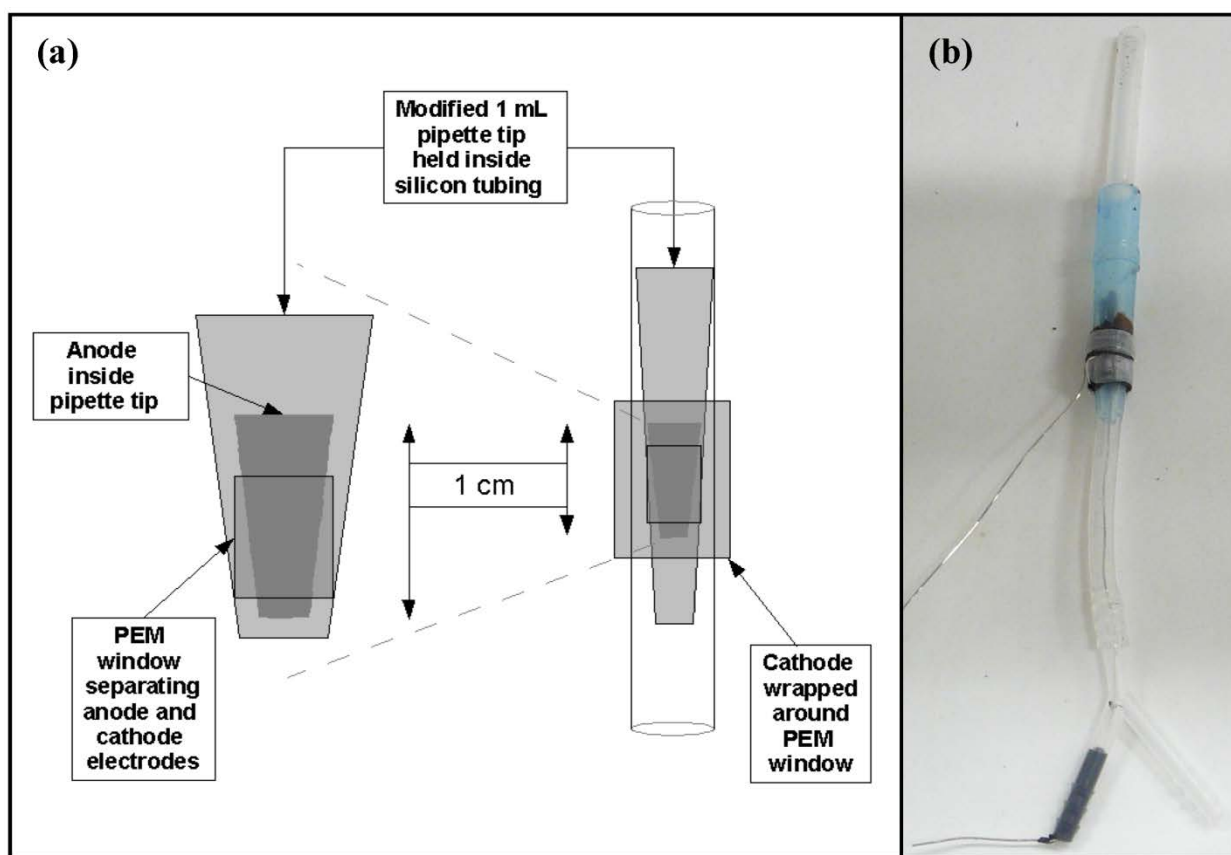 (a)
Modified 1 mL
pipette tip
held inside
silicon tubing
Anode
inside
pipette tip
1 cm
PEM
window
separating
anode and
cathode
electrodes
Cathode
wrapped
around
PEM
window
(b)